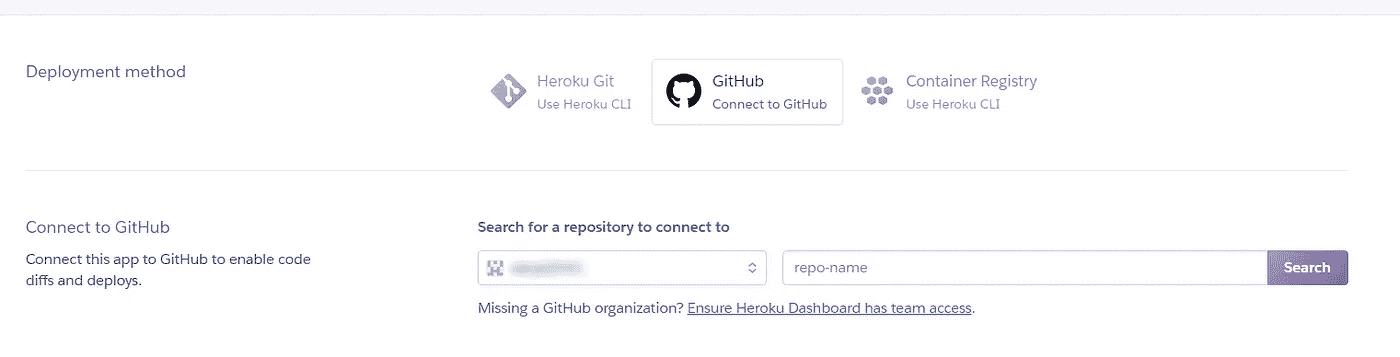 Deployment method
Heroku Git
Use Heroku CLI
GitHub
Connect to GitHub
Container Registry
Use Heroku CLI
Connect to GitHub
Connect this app to GitHub to enable code
diffs and deploys.
Search for a repository to connect to
repo-name
Search
Missing a GitHub organization? Ensure Heroku Dashboard has team access.